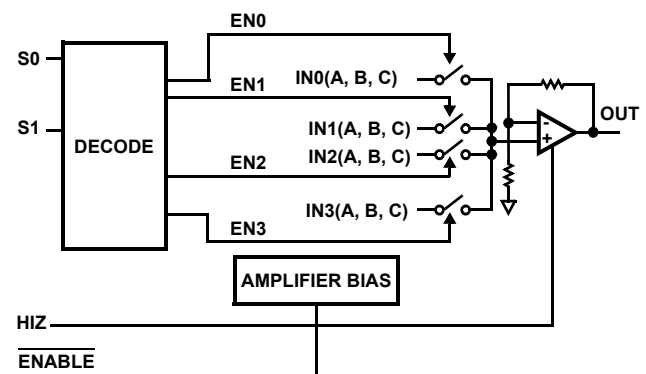 EN0
S0
IN0(A, B, C)
EN1
OUT
S1
DECODE
IN1(A, B, C)
-
+
EN2
IN2(A, B, C)
IN3(A, B, C)
EN3
AMPLIFIER BIAS
HIZ
ENABLE